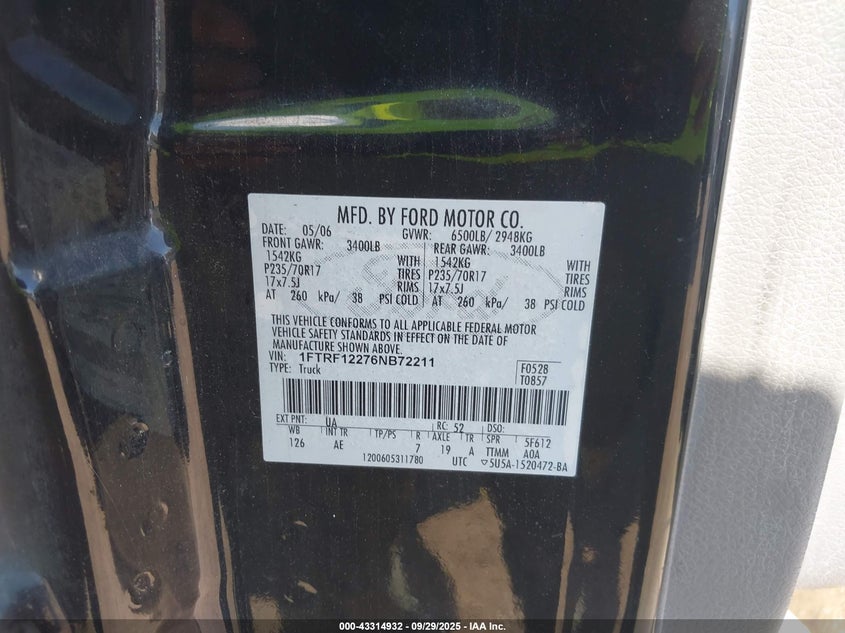 MFD. BY FORD MOTOR CO.
DATE: 05/06 GVWR: 6500LB/ 2948KG
FRONT GAWR: 3400LB REAR GAWR: 3400LB
1542KG WITH 1542KG WITH
P235/70R17 TIRES P235/70R17 TIRES
17x7.5J RIMS 17x7.5J RIMS
AT 260 kPa/ 38 PSI COLD AT 260 kPa/ 38 PSI COLD
THIS VEHICLE CONFORMS TO ALL APPLICABLE FEDERAL MOTOR
VEHICLE SAFETY STANDARDS IN EFFECT ON THE DATE OF
MANUFACTURE SHOWN ABOVE.
VIN: 1FTRF12276NB72211
TYPE: Truck
F0528
T0857
EXT PNT: UA RC: 52 DSO:
WB INT TR TP/PS R AXLE TR SPR 5F612
126 AE 7 19 A TTMM AOA
1200605311780 UTC ▽5U5A-1520472-BA
000-43314932 - 09/29/2025 - IAA Inc.